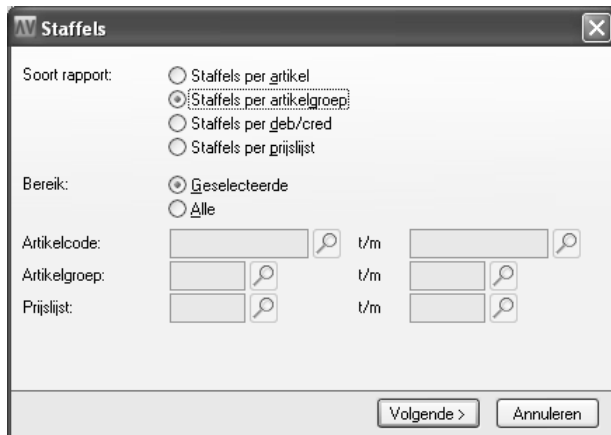 Staffels
Soort rapport: Staffels per artikel
Staffels per artikelgroep
Staffels per deb/cred
Staffels per prijslijst
Bereik: Geselecteerde
Alle
Artikelcode: t/m
Artikelgroep: t/m
Prijslijst: t/m
Volgende > Annuleren